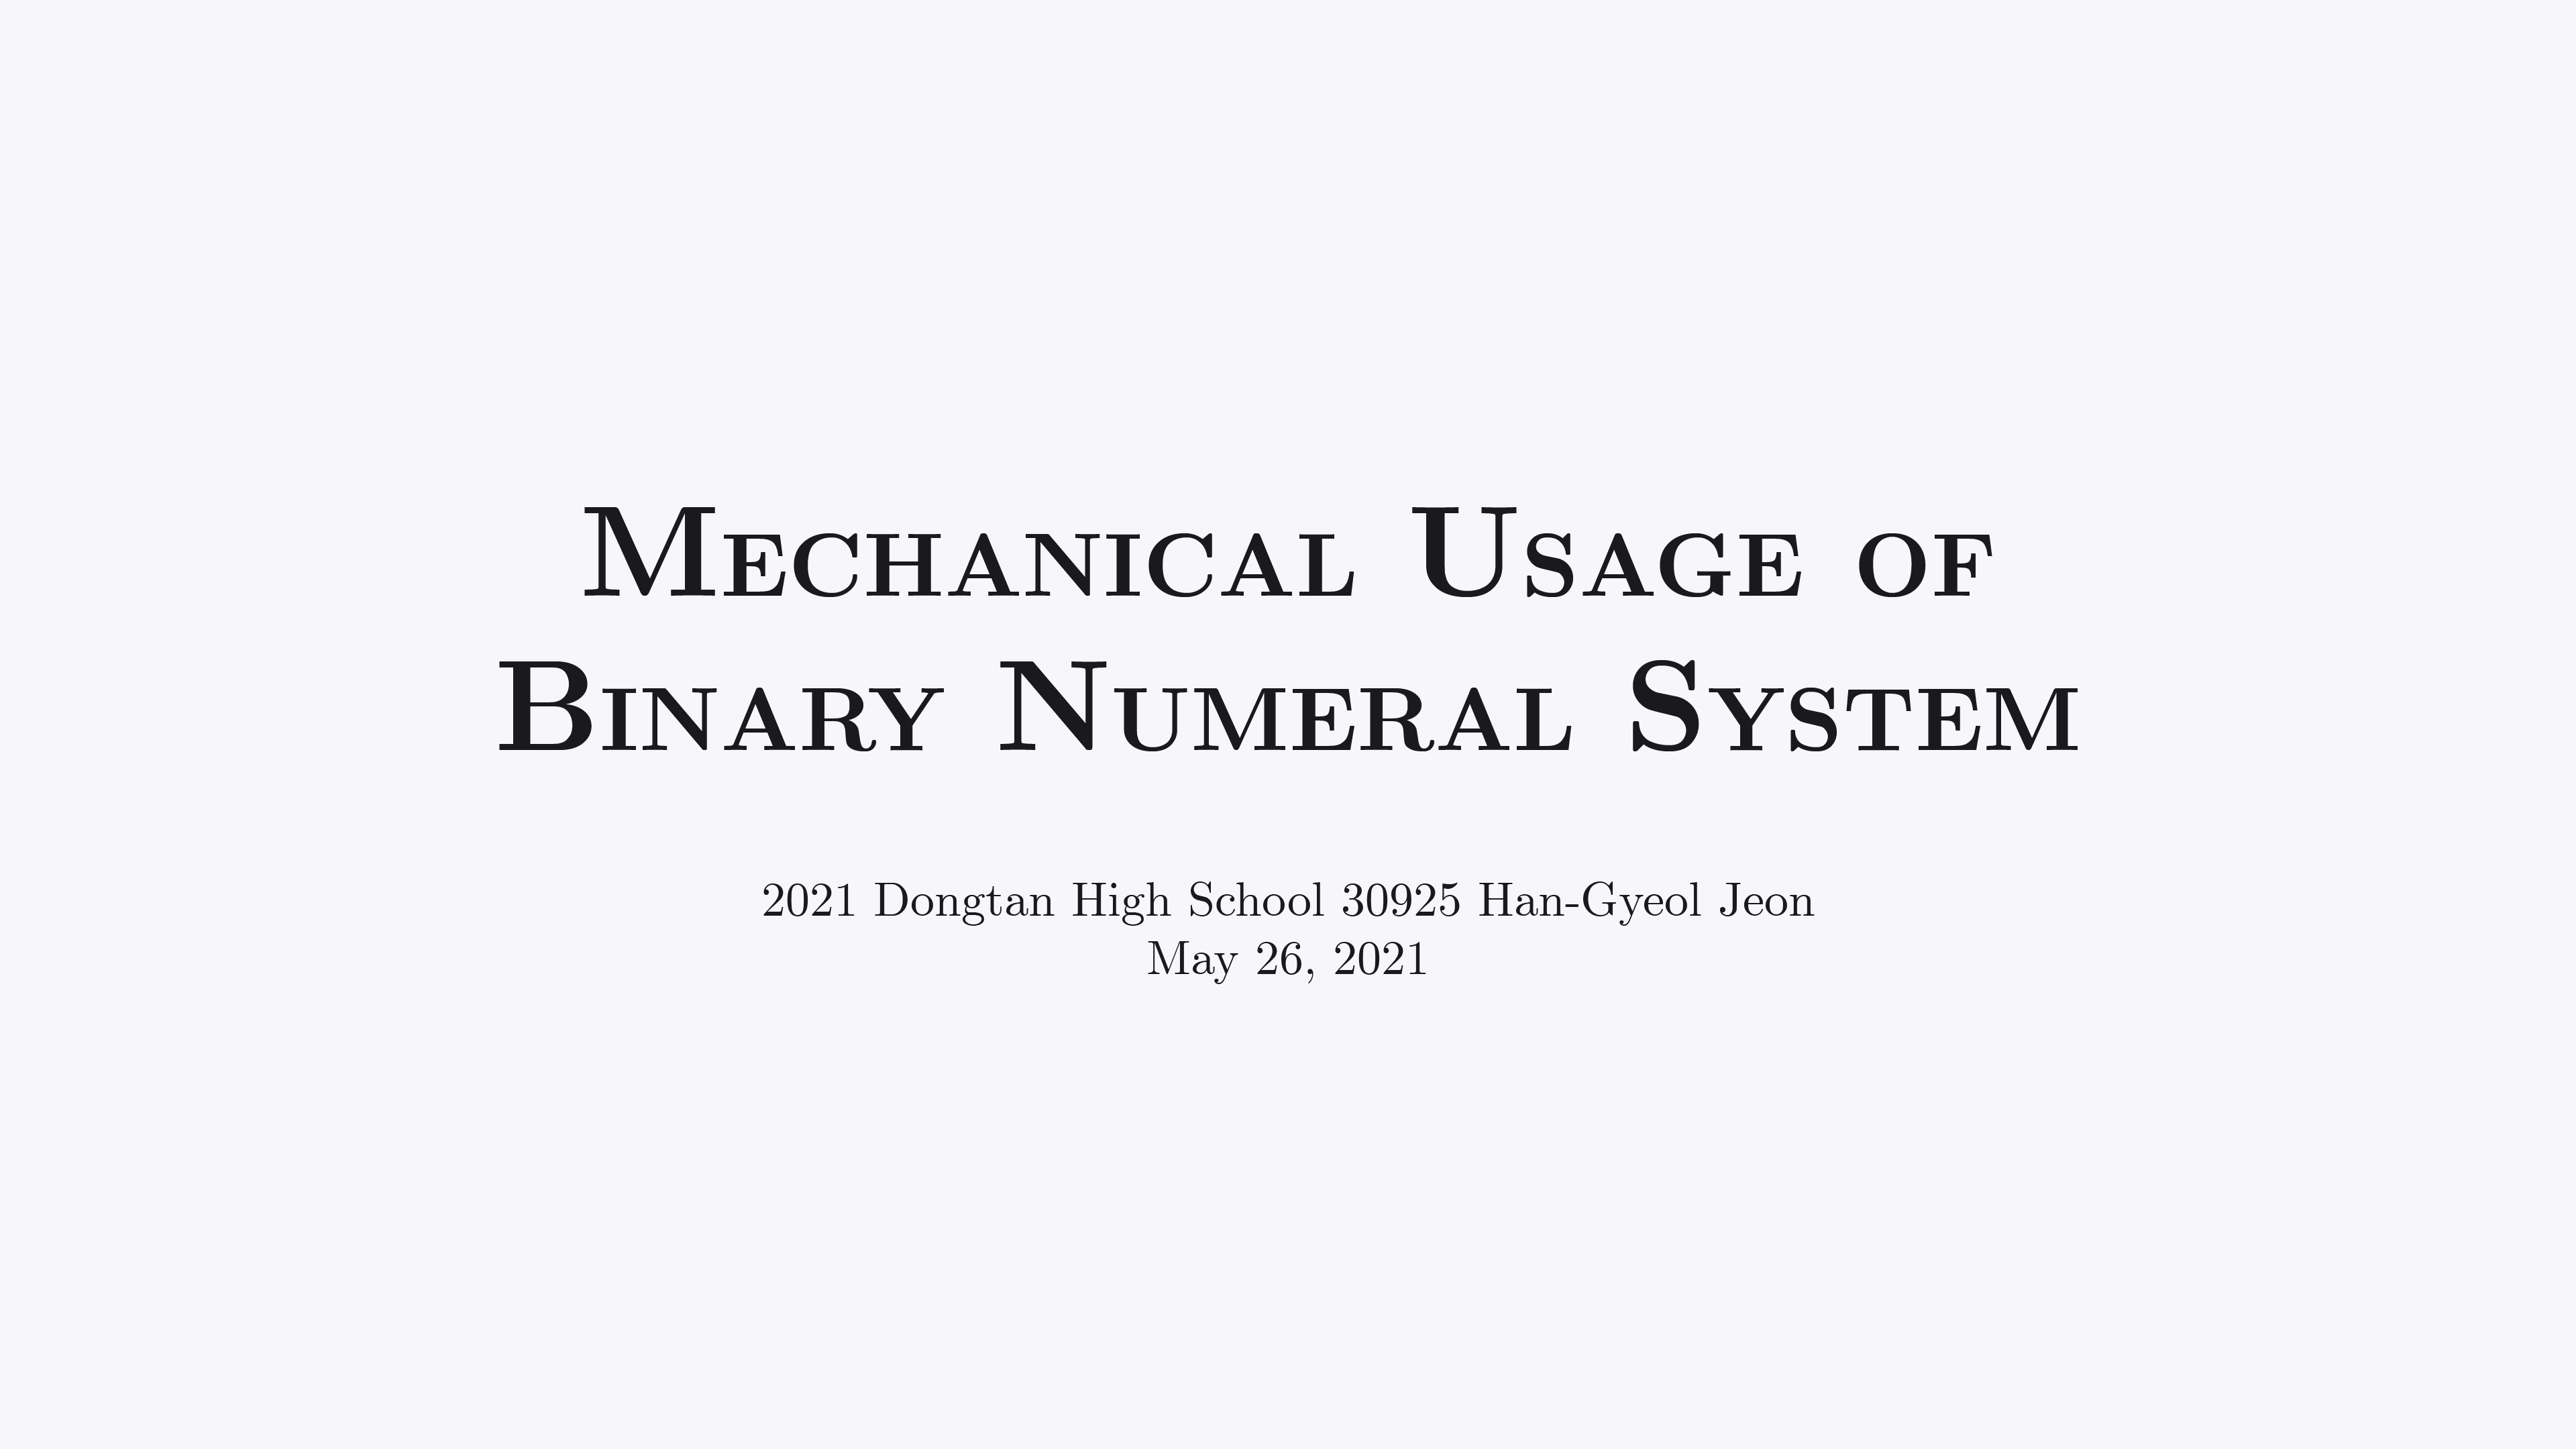 Mechanical Usage of
Binary Numeral System
2021 Dongtan High School 30925 Han-Gyeol Jeon
May 26, 2021